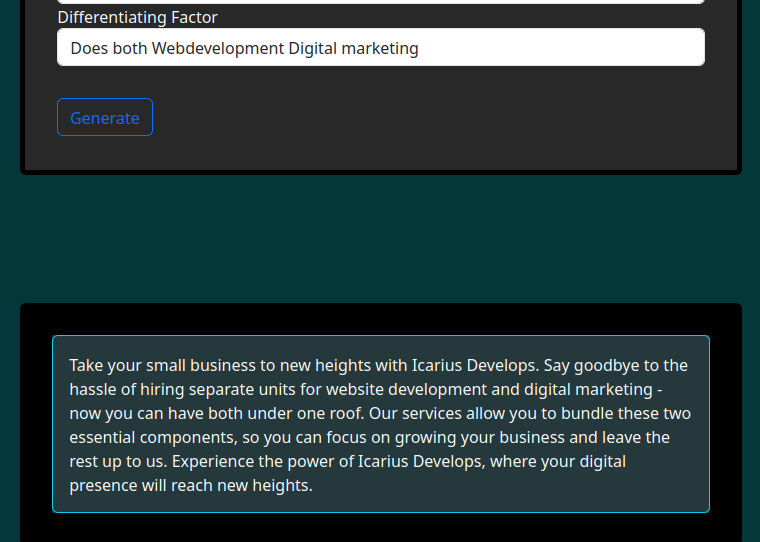 Differentiating Factor
Does both Webdevelopment Digital marketing
Generate
Take your small business to new heights with Icarius Develops. Say goodbye to the
hassle of hiring separate units for website development and digital marketing -
now you can have both under one roof. Our services allow you to bundle these two
essential components, so you can focus on growing your business and leave the
rest up to us. Experience the power of Icarius Develops, where your digital
presence will reach new heights.